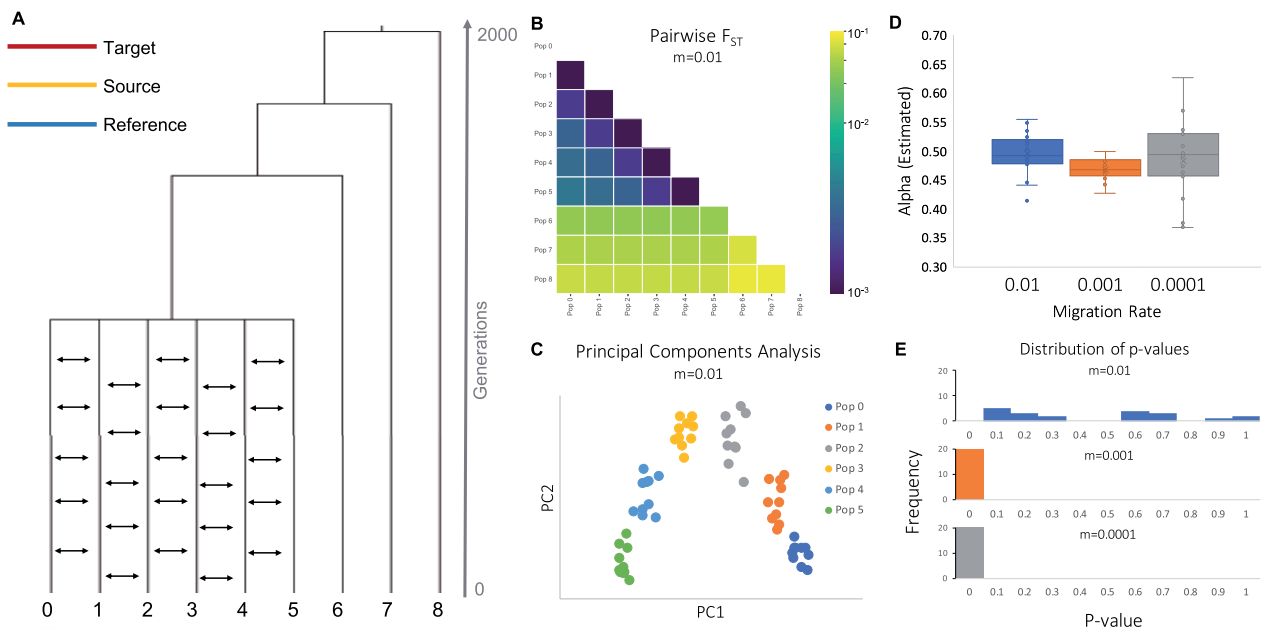 A
Target
Source
Reference
2000
Generations
0
0 1 2 3 4 5 6 7 8
B
Pairwise FST
m=0.01
Pop 0
Pop 1
Pop 2
Pop 3
Pop 4
Pop 5
Pop 6
Pop 7
Pop 8
Pop 0 Pop 1 Pop 2 Pop 3 Pop 4 Pop 5 Pop 6 Pop 7 Pop 8
10-1
10-2
10-3
C
Principal Components Analysis
m=0.01
PC2
PC1
Pop 0
Pop 1
Pop 2
Pop 3
Pop 4
Pop 5
D
Alpha (Estimated)
0.70
0.65
0.60
0.55
0.50
0.45
0.40
0.35
0.30
0.01 0.001 0.0001
Migration Rate
E
Distribution of p-values
m=0.01
20
10
0
0 0.1 0.2 0.3 0.4 0.5 0.6 0.7 0.8 0.9 1
m=0.001
20
10
0
0 0.1 0.2 0.3 0.4 0.5 0.6 0.7 0.8 0.9 1
m=0.0001
20
10
0
0 0.1 0.2 0.3 0.4 0.5 0.6 0.7 0.8 0.9 1
Frequency
P-value